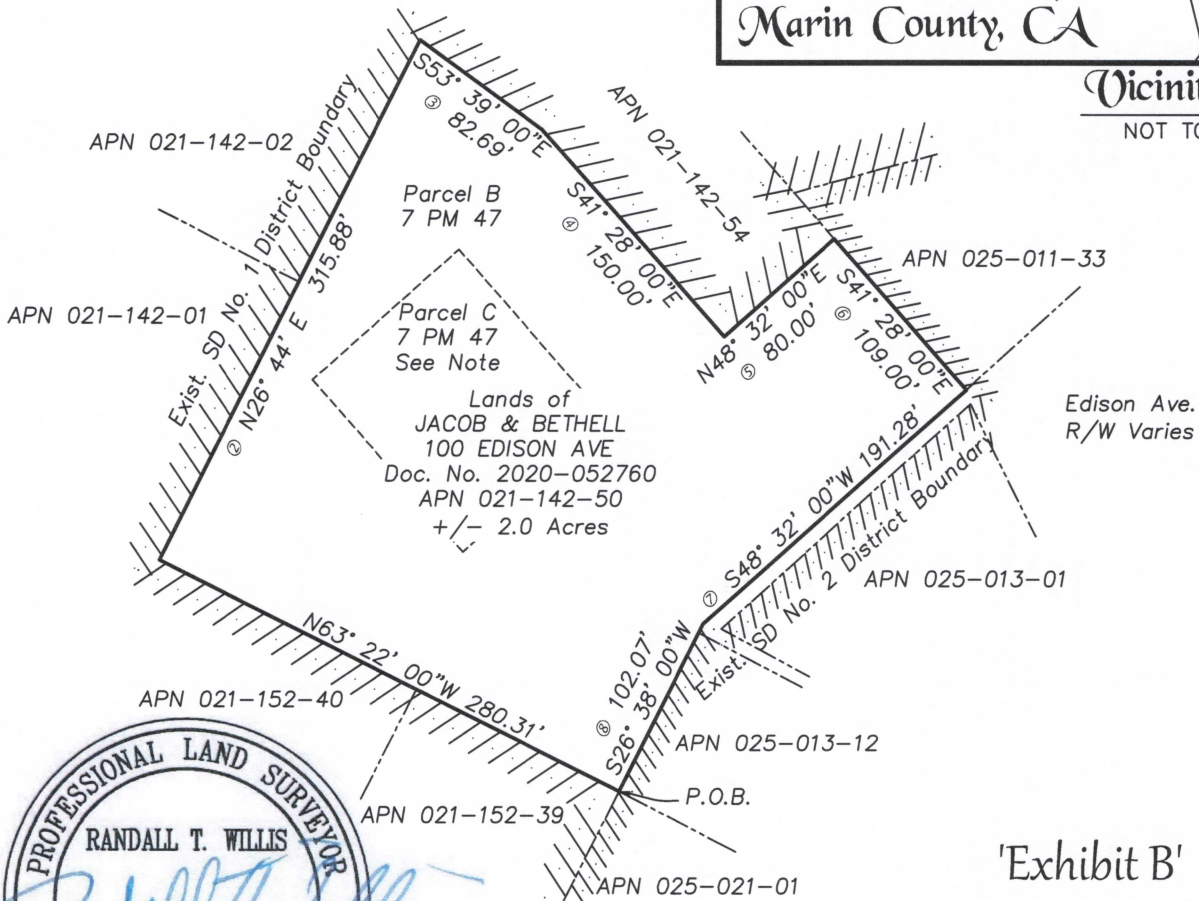 Marin County, CA
NOT TO
APN 021-142-02
Exist. SD No. 1 District Boundary
S53° 39' 00"E
③ 82.69'
APN 021-142-54
Parcel B
7 PM 47
S41° 28' 00"E
④ 150.00'
APN 025-011-33
APN 021-142-01
② N26° 44' E 315.88'
Parcel C
7 PM 47
See Note
N48° 32' 00"E
⑤ 80.00'
S41° 28' 00"E
⑥ 109.00'
Lands of
JACOB & BETHELL
100 EDISON AVE
Doc. No. 2020-052760
APN 021-142-50
+/- 2.0 Acres
Edison Ave.
R/W Varies
⑦ S48° 32' 00"W 191.28'
Exist. SD No. 2 District Boundary
APN 025-013-01
N63° 22' 00"W 280.31'
⑧ 102.07'
S26° 38' 00"W
APN 021-152-40
APN 025-013-12
APN 021-152-39
P.O.B.
APN 025-021-01
PROFESSIONAL LAND SURVEYOR
RANDALL T. WILLIS
'Exhibit B'